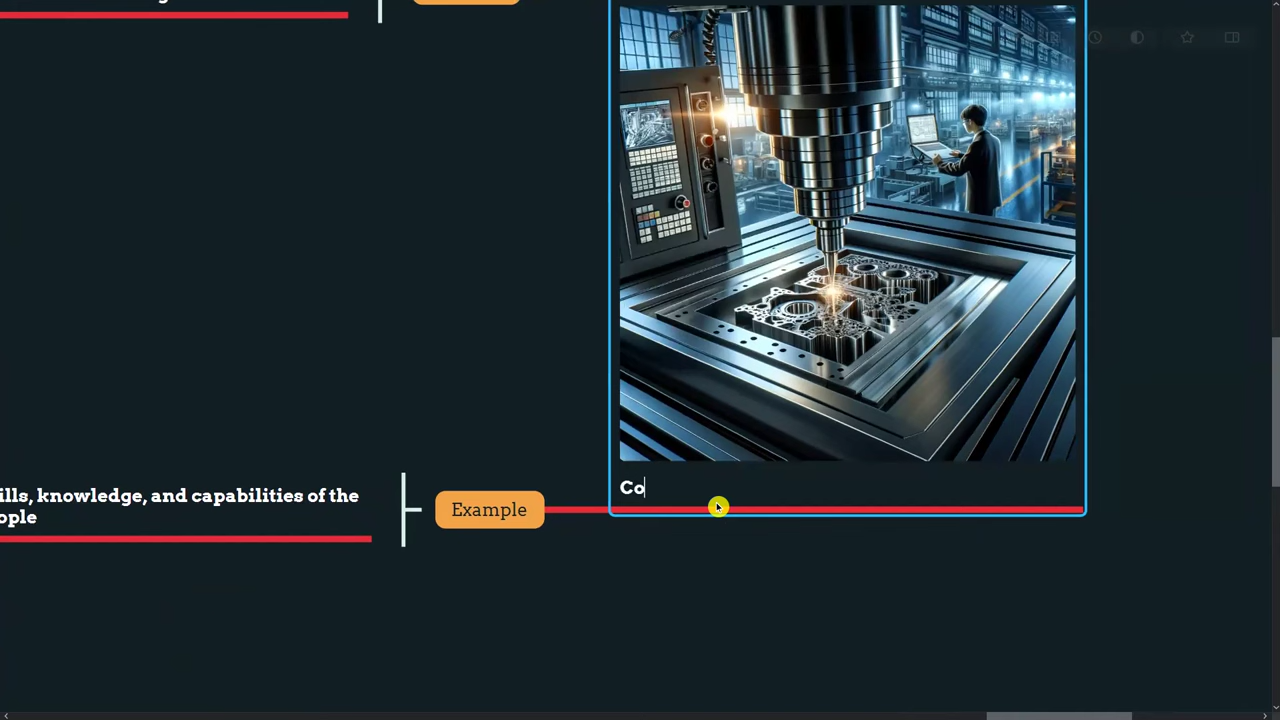 Co
ills, knowledge, and capabilities of the
ople
Example